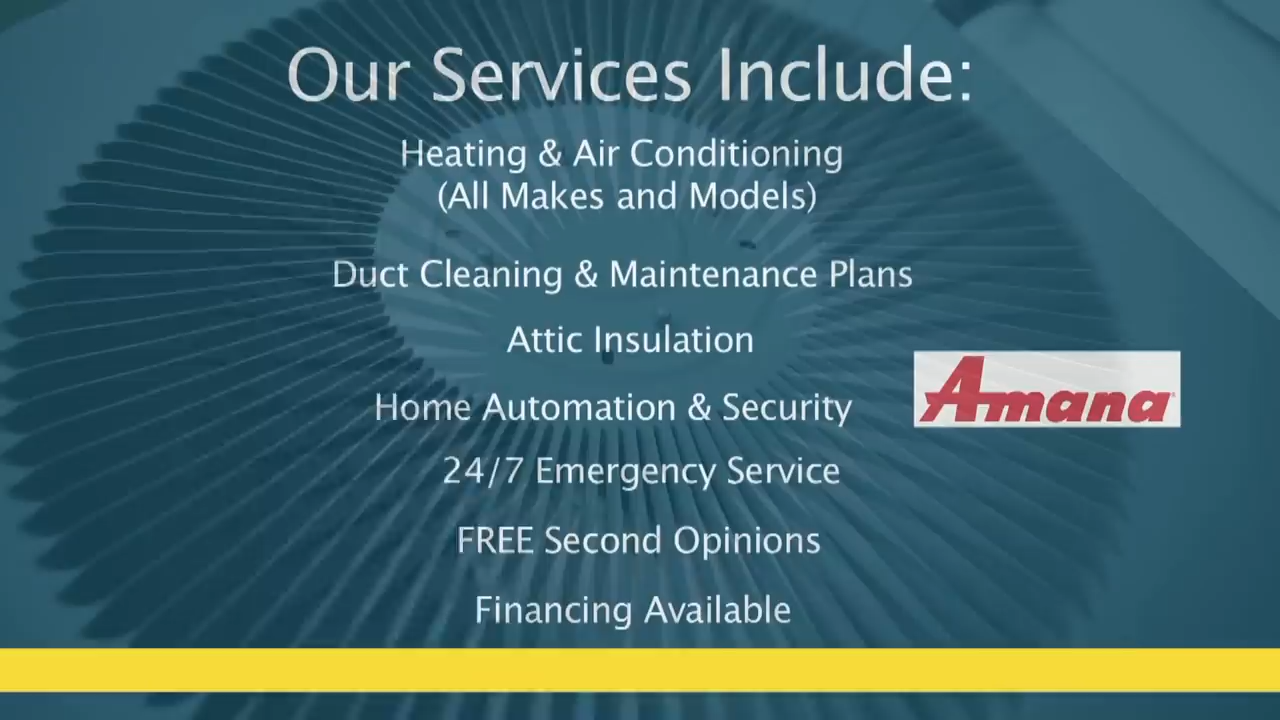 Our Services Include:
Heating & Air Conditioning
(All Makes and Models)
Duct Cleaning & Maintenance Plans
Attic Insulation
Home Automation & Security
Amana
24/7 Emergency Service
FREE Second Opinions
Financing Available